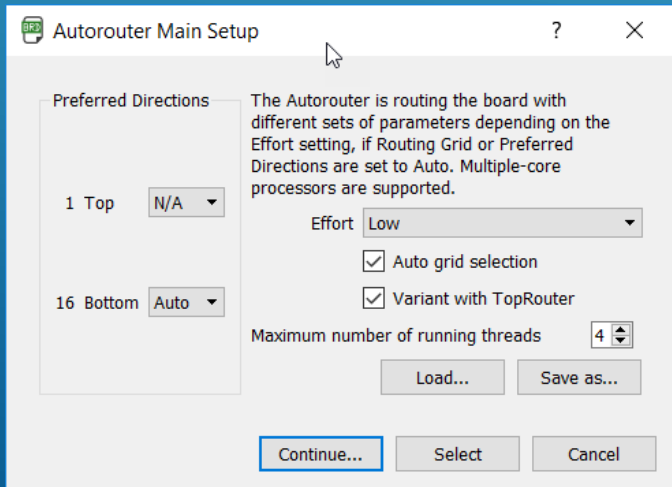 BRD
Autorouter Main Setup
?
Preferred Directions
1 Top N/A
16 Bottom Auto
The Autorouter is routing the board with
different sets of parameters depending on the
Effort setting, if Routing Grid or Preferred
Directions are set to Auto. Multiple-core
processors are supported.
Effort Low
Auto grid selection
Variant with TopRouter
Maximum number of running threads 4
Load... Save as...
Continue... Select Cancel